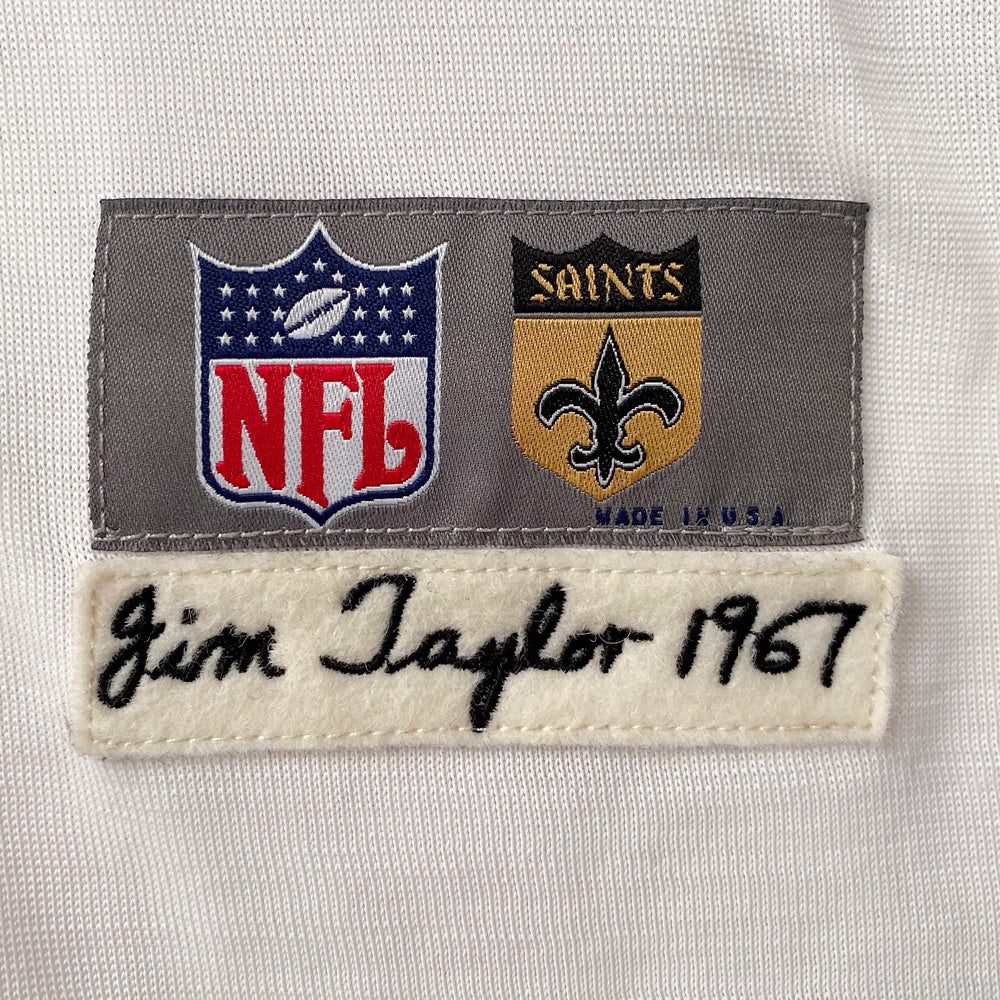 NFL
SAINTS
MADE IN U.S.A
Jim Taylor 1967